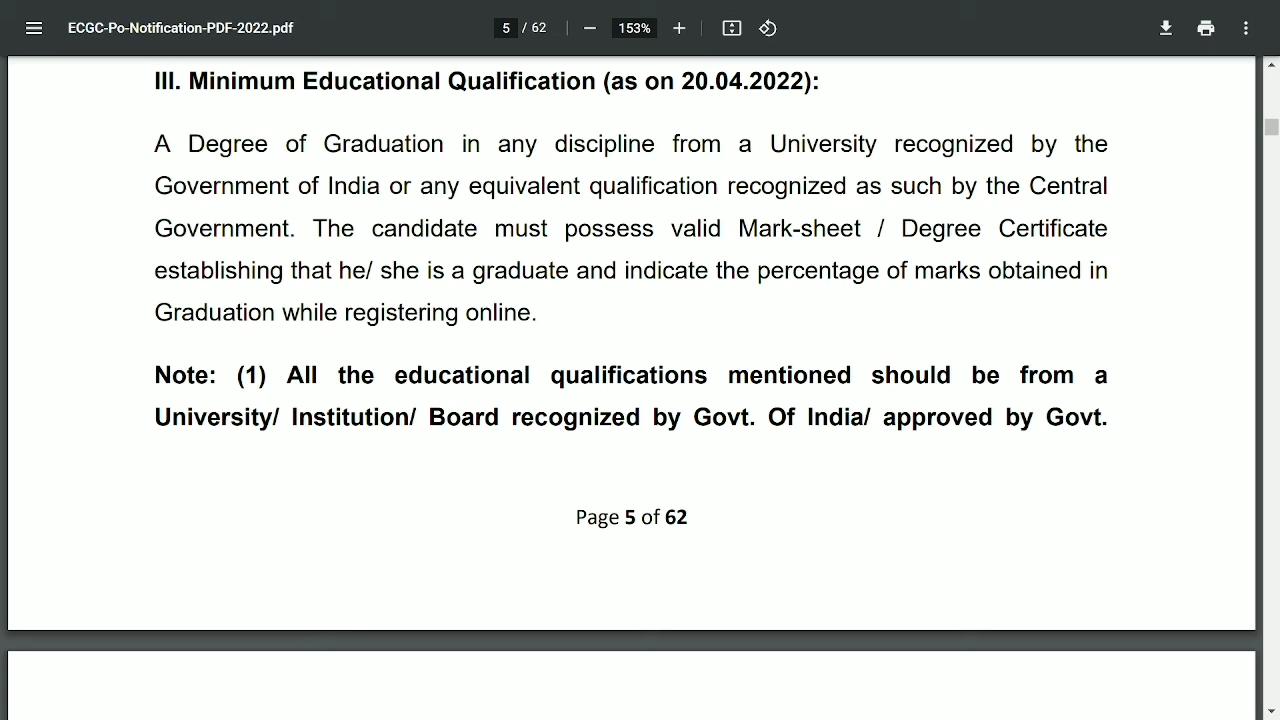 ECGC-Po-Notification-PDF-2022.pdf 5 / 62 153%
III. Minimum Educational Qualification (as on 20.04.2022):
A Degree of Graduation in any discipline from a University recognized by the
Government of India or any equivalent qualification recognized as such by the Central
Government. The candidate must possess valid Mark-sheet / Degree Certificate
establishing that he/ she is a graduate and indicate the percentage of marks obtained in
Graduation while registering online.
Note: (1) All the educational qualifications mentioned should be from a
University/ Institution/ Board recognized by Govt. Of India/ approved by Govt.
Page 5 of 62